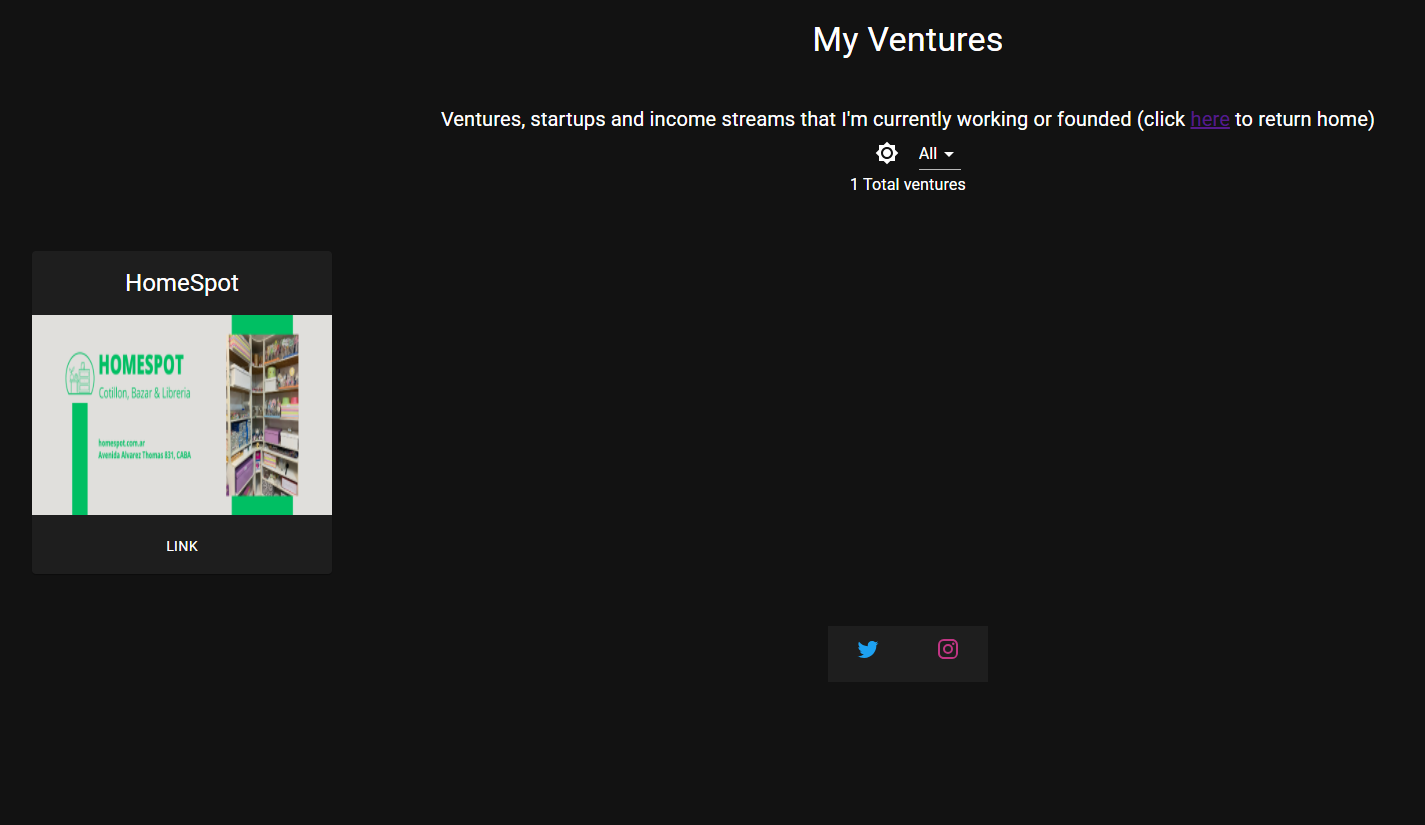 My Ventures
Ventures, startups and income streams that I'm currently working or founded (click here to return home)
All
1 Total ventures
HomeSpot
HOMESPOT
Cotillon, Bazar & Libreria
homespot.com.ar
Avenida Alvarez Thomas 831, CABA
LINK